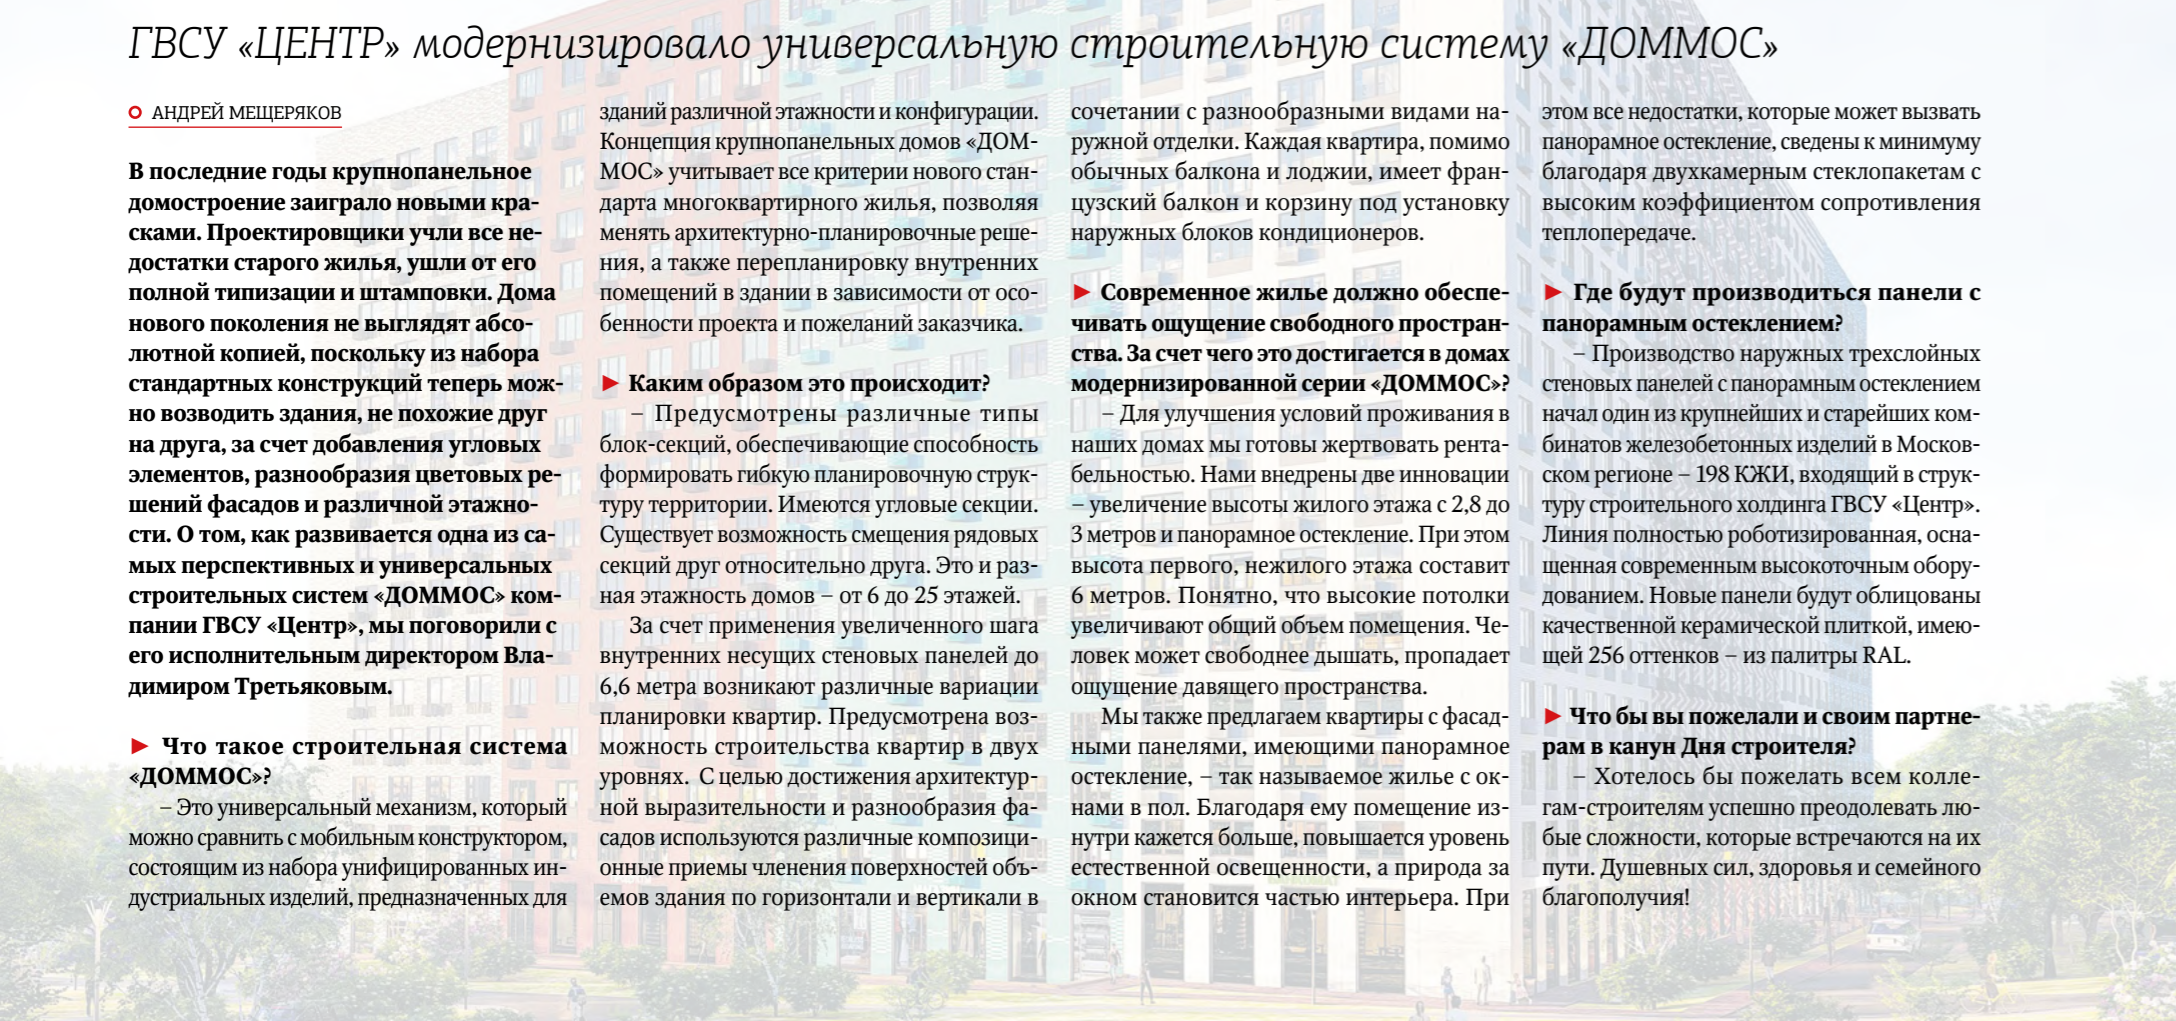 ГВСУ «ЦЕНТР» модернизировало универсальную строительную систему «ДОММОС»
АНДРЕЙ МЕЩЕРЯКОВ
В последние годы крупнопанельное
домостроение заиграло новыми кра-
сками. Проектировщики учли все не-
достатки старого жилья, ушли от его
полной типизации и штамповки. Дома
нового поколения не выглядят абсо-
лютной копией, поскольку из набора
стандартных конструкций теперь мож-
но возводить здания, не похожие друг
на друга, за счет добавления угловых
элементов, разнообразия цветовых ре-
шений фасадов и различной этажно-
сти. О том, как развивается одна из са-
мых перспективных и универсальных
строительных систем «ДОММОС» ком-
пании ГВСУ «Центр», мы поговорили с
его исполнительным директором Вла-
димиром Третьяковым.
► Что такое строительная система
«ДОММОС»?
– Это универсальный механизм, который
можно сравнить с мобильным конструктором,
состоящим из набора унифицированных ин-
дустриальных изделий, предназначенных для
зданий различной этажности и конфигурации.
Концепция крупнопанельных домов «ДОМ-
МОС» учитывает все критерии нового стан-
дарта многоквартирного жилья, позволяя
менять архитектурно-планировочные реше-
ния, а также перепланировку внутренних
помещений в здании в зависимости от осо-
бенности проекта и пожеланий заказчика.
► Каким образом это происходит?
– Предусмотрены различные типы
блок-секций, обеспечивающие способность
формировать гибкую планировочную струк-
туру территории. Имеются угловые секции.
Существует возможность смещения рядовых
секций друг относительно друга. Это и раз-
ная этажность домов – от 6 до 25 этажей.
За счет применения увеличенного шага
внутренних несущих стеновых панелей до
6,6 метра возникают различные вариации
планировки квартир. Предусмотрена воз-
можность строительства квартир в двух
уровнях. С целью достижения архитектур-
ной выразительности и разнообразия фа-
садов используются различные композици-
онные приемы членения поверхностей объ-
емов здания по горизонтали и вертикали в
сочетании с разнообразными видами на-
ружной отделки. Каждая квартира, помимо
обычных балкона и лоджии, имеет фран-
цузский балкон и корзину под установку
наружных блоков кондиционеров.
► Современное жилье должно обеспе-
чивать ощущение свободного простран-
ства. За счет чего это достигается в домах
модернизированной серии «ДОММОС»?
– Для улучшения условий проживания в
наших домах мы готовы жертвовать рента-
бельностью. Нами внедрены две инновации
– увеличение высоты жилого этажа с 2,8 до
3 метров и панорамное остекление. При этом
высота первого, нежилого этажа составит
6 метров. Понятно, что высокие потолки
увеличивают общий объем помещения. Че-
ловек может свободнее дышать, пропадает
ощущение давящего пространства.
Мы также предлагаем квартиры с фасад-
ными панелями, имеющими панорамное
остекление, – так называемое жилье с ок-
нами в пол. Благодаря ему помещение из-
нутри кажется больше, повышается уровень
естественной освещенности, а природа за
окном становится частью интерьера. При
этом все недостатки, которые может вызвать
панорамное остекление, сведены к минимуму
благодаря двухкамерным стеклопакетам с
высоким коэффициентом сопротивления
теплопередаче.
► Где будут производиться панели с
панорамным остеклением?
– Производство наружных трехслойных
стеновых панелей с панорамным остеклением
начал один из крупнейших и старейших ком-
бинатов железобетонных изделий в Москов-
ском регионе – 198 КЖИ, входящий в струк-
туру строительного холдинга ГВСУ «Центр».
Линия полностью роботизированная, осна-
щенная современным высокоточным обору-
дованием. Новые панели будут облицованы
качественной керамической плиткой, имею-
щей 256 оттенков – из палитры RAL.
► Что бы вы пожелали и своим партне-
рам в канун Дня строителя?
– Хотелось бы пожелать всем колле-
гам-строителям успешно преодолевать лю-
бые сложности, которые встречаются на их
пути. Душевных сил, здоровья и семейного
благополучия!